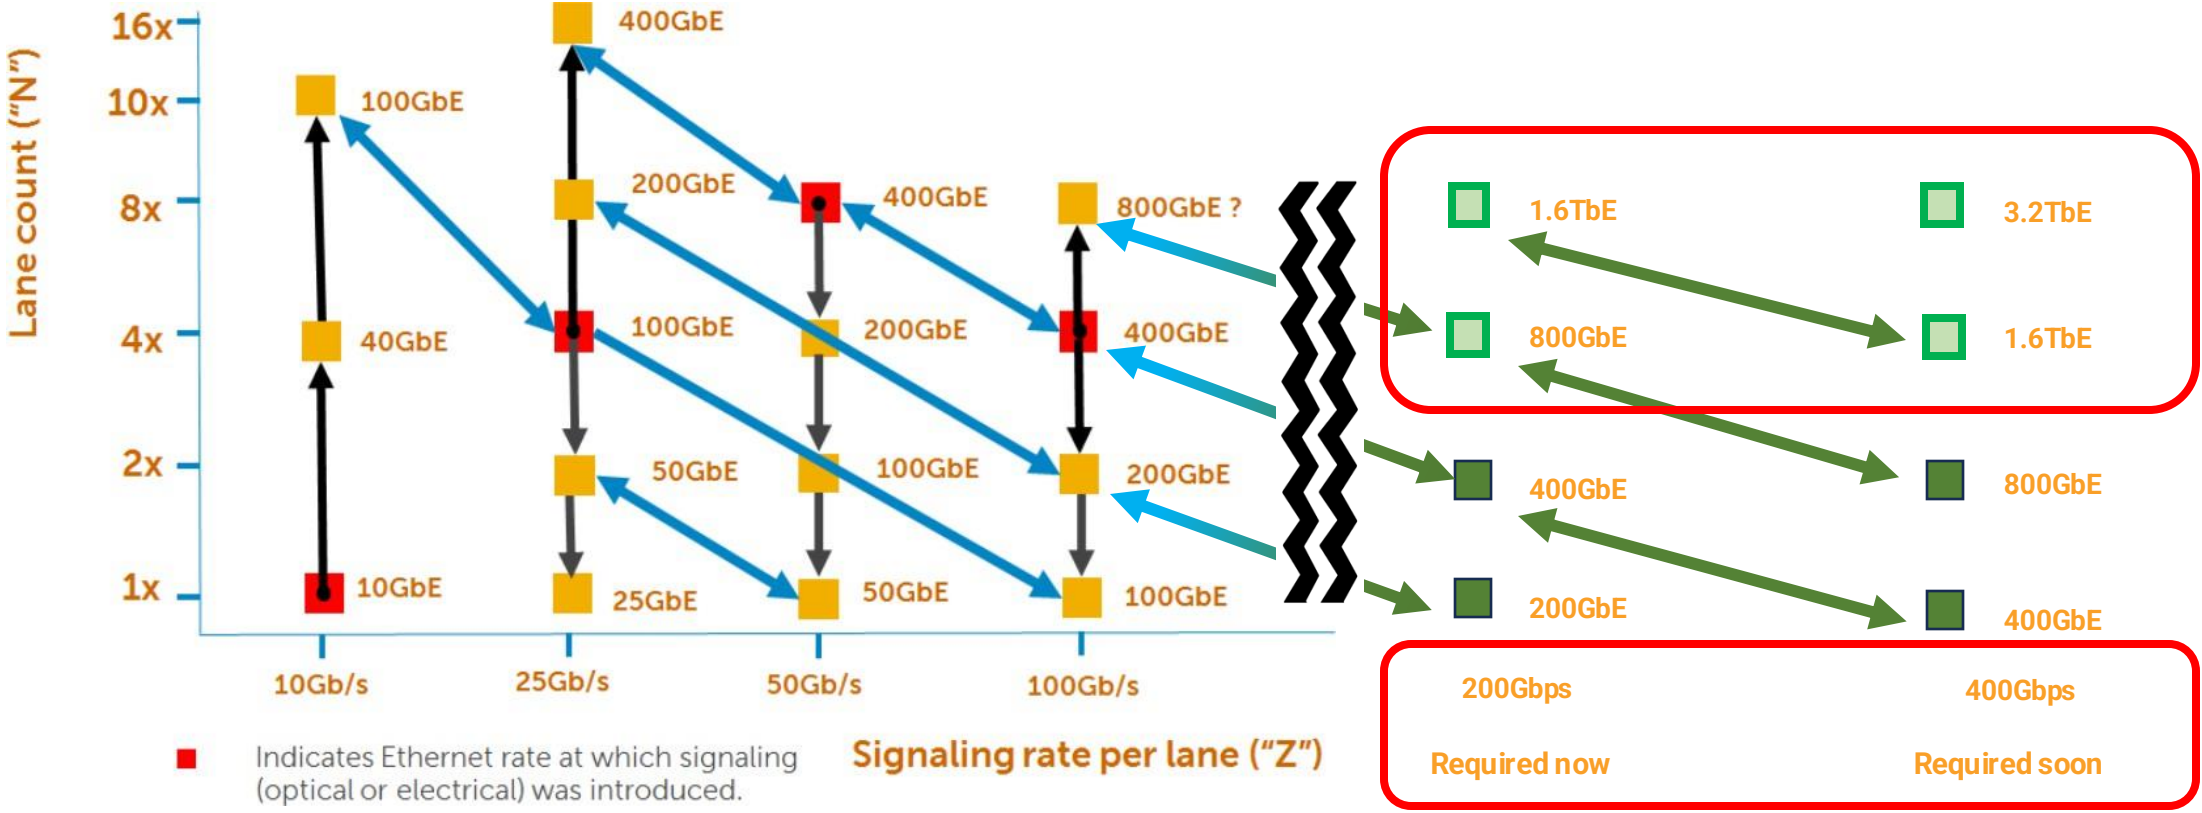 16x
400GbE
Lane count (“N”)
10x
100GbE
8x
200GbE
400GbE
800GbE ?
1.6TbE
3.2TbE
4x
40GbE
100GbE
200GbE
400GbE
800GbE
1.6TbE
2x
50GbE
100GbE
200GbE
400GbE
800GbE
1x
10GbE
25GbE
50GbE
100GbE
200GbE
400GbE
10Gb/s
25Gb/s
50Gb/s
100Gb/s
200Gbps
400Gbps
Signaling rate per lane (“Z”)
Required now
Required soon
Indicates Ethernet rate at which signaling
(optical or electrical) was introduced.